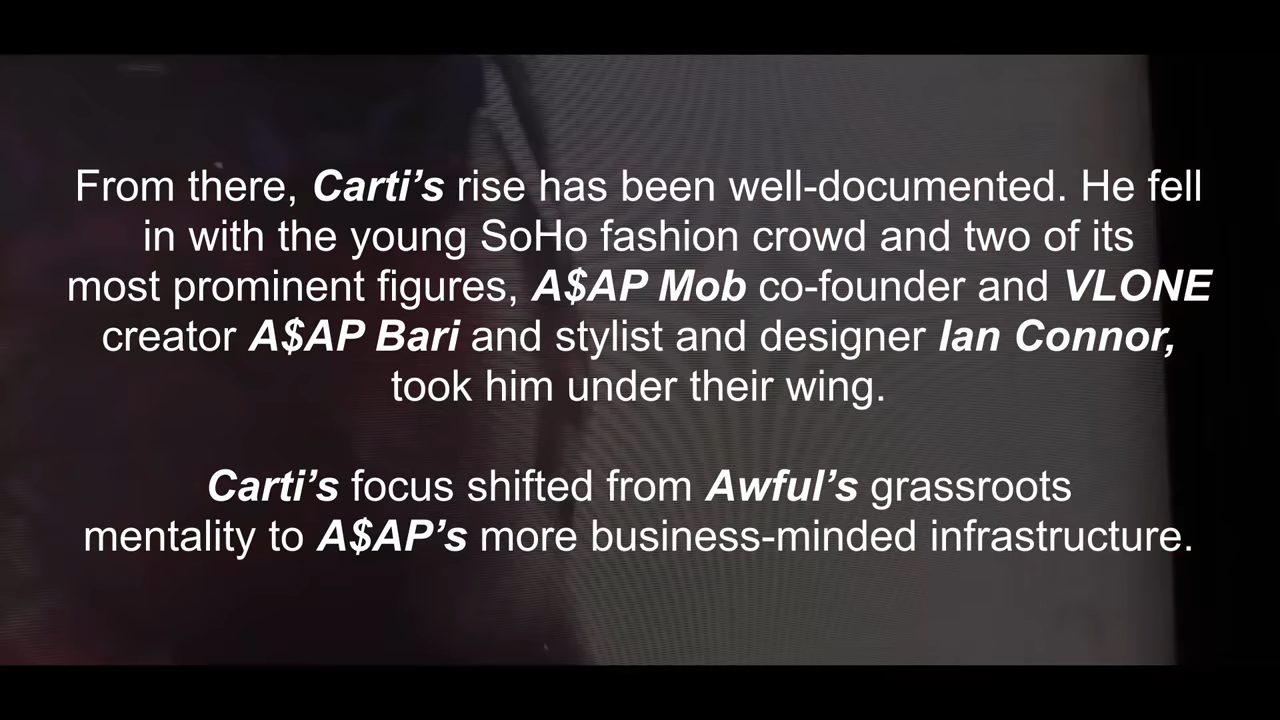 From there, Carti’s rise has been well-documented. He fell
in with the young SoHo fashion crowd and two of its
most prominent figures, A$AP Mob co-founder and VLONE
creator A$AP Bari and stylist and designer Ian Connor,
took him under their wing.
Carti’s focus shifted from Awful’s grassroots
mentality to A$AP’s more business-minded infrastructure.